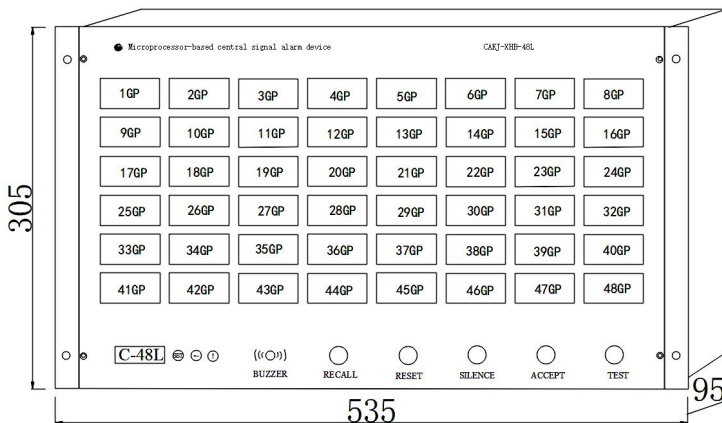 Microprocessor-based central signal alarm device CAKJ-XHB-48L
1GP 2GP 3GP 4GP 5GP 6GP 7GP 8GP
9GP 10GP 11GP 12GP 13GP 14GP 15GP 16GP
17GP 18GP 19GP 20GP 21GP 22GP 23GP 24GP
25GP 26GP 27GP 28GP 29GP 30GP 31GP 32GP
33GP 34GP 35GP 36GP 37GP 38GP 39GP 40GP
41GP 42GP 43GP 44GP 45GP 46GP 47GP 48GP
305
C-48L
BUZZER RECALL RESET SILENCE ACCEPT TEST
95
535